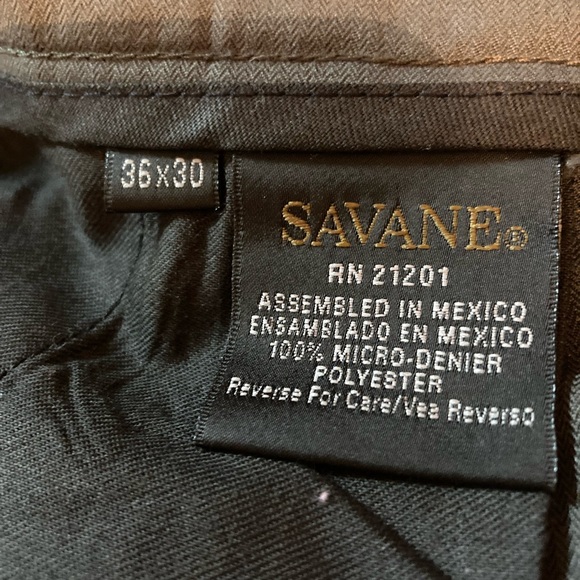 36x30
SAVANE®
RN 21201
ASSEMBLED IN MEXICO
ENSAMBLADO EN MEXICO
100% MICRO-DENIER
POLYESTER
Reverse For Care/Vea Reverso